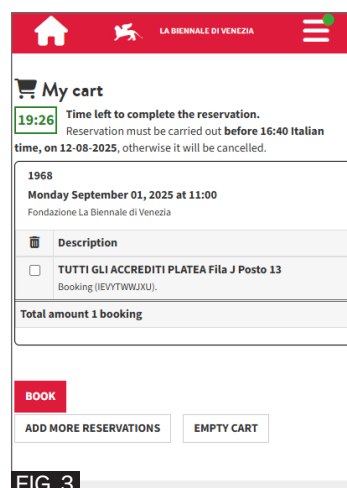 LA BIENNALE DI VENEZIA
My cart
19:26
Time left to complete the reservation.
Reservation must be carried out before 16:40 Italian
time, on 12-08-2025, otherwise it will be cancelled.
1968
Monday September 01, 2025 at 11:00
Fondazione La Biennale di Venezia
Description
TUTTI GLI ACCREDITI PLATEA Fila J Posto 13
Booking (IEVYTWWJXU).
Total amount 1 booking
BOOK
ADD MORE RESERVATIONS
EMPTY CART
FIG. 3